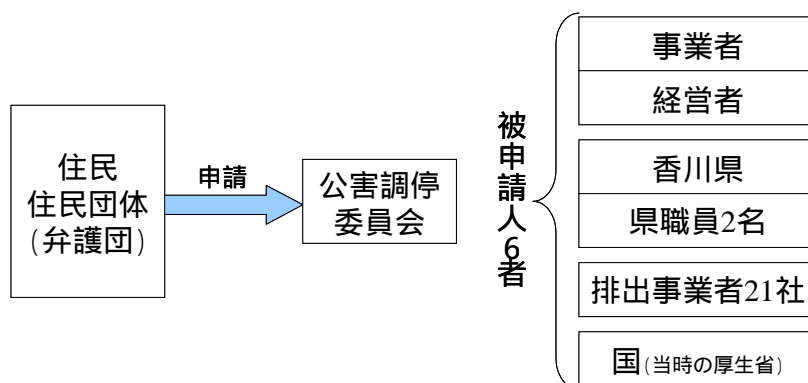 住民
住民団体
(弁護団)
申請
公害調停
委員会
被申請人6者
事業者
経営者
香川県
県職員2名
排出事業者21社
国(当時の厚生省)